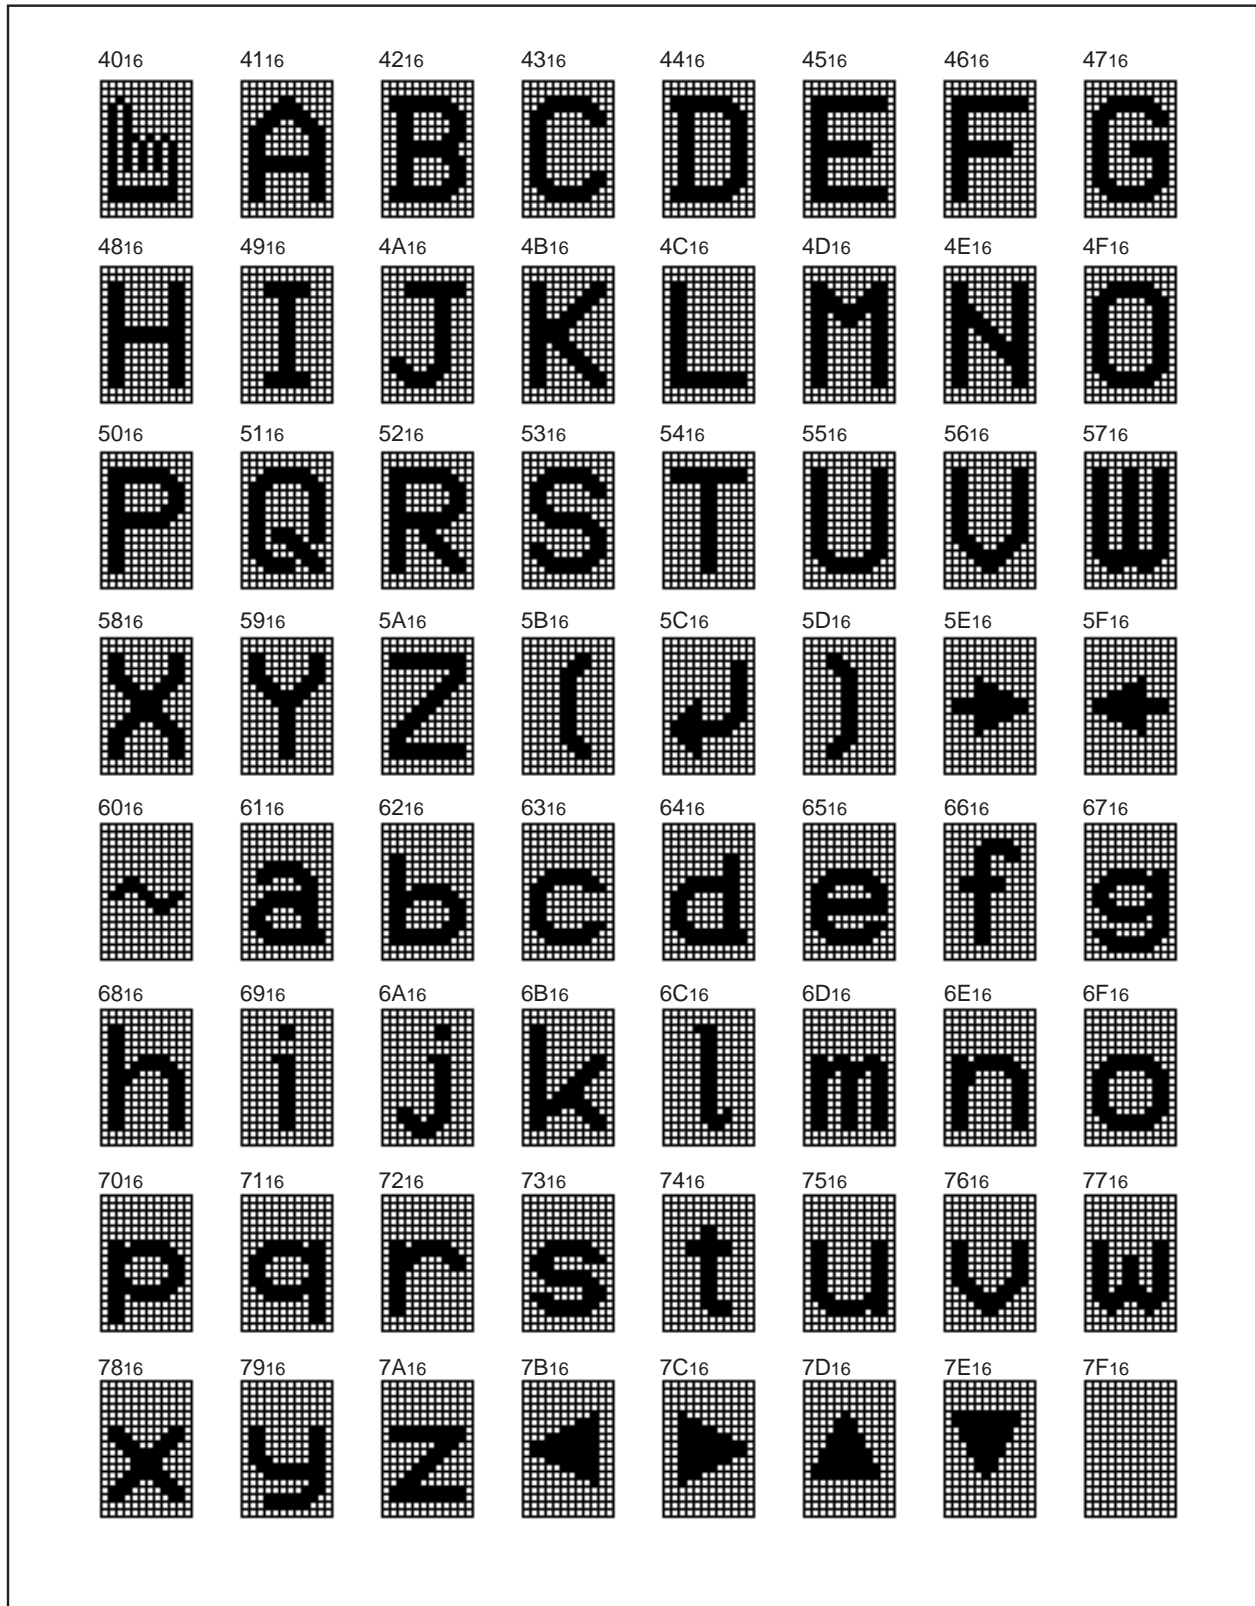 4016 4116 4216 4316 4416 4516 4616 4716
A B C D E F G
4816 4916 4A16 4B16 4C16 4D16 4E16 4F16
H I J K L M N O
5016 5116 5216 5316 5416 5516 5616 5716
P Q R S T U V W
5816 5916 5A16 5B16 5C16 5D16 5E16 5F16
X Y Z ( ↲ ) → ←
6016 6116 6216 6316 6416 6516 6616 6716
~ a b c d e f g
6816 6916 6A16 6B16 6C16 6D16 6E16 6F16
h i j k l m n o
7016 7116 7216 7316 7416 7516 7616 7716
p q r s t u v w
7816 7916 7A16 7B16 7C16 7D16 7E16 7F16
x y z ◀ ▶ ▲ ▼